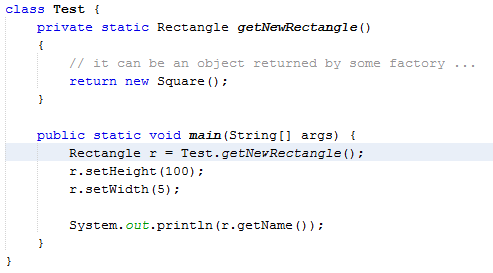 class Test {
private static Rectangle getNewRectangle()
{
// it can be an object returned by some factory ...
return new Square();
}
public static void main(String[] args) {
Rectangle r = Test.getNewRectangle();
r.setHeight(100);
r.setWidth(5);
System.out.println(r.getName());
}
}